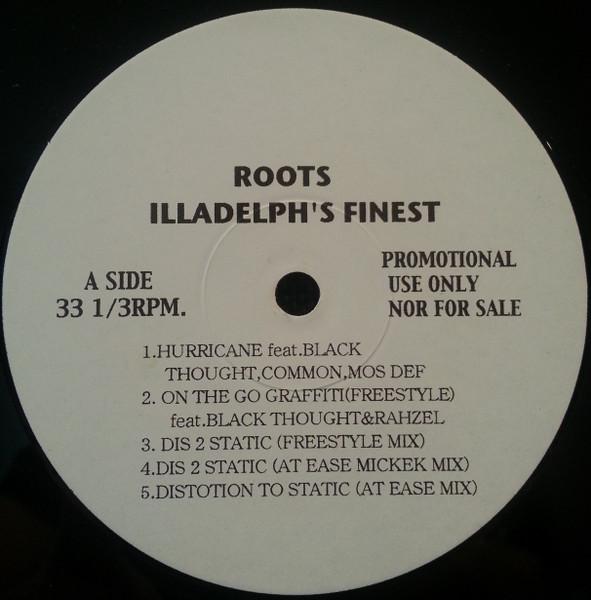 ROOTS
ILLADELPH'S FINEST
A SIDE
33 1/3RPM.
PROMOTIONAL
USE ONLY
NOR FOR SALE
1.HURRICANE feat.BLACK
THOUGHT,COMMON,MOS DEF
2. ON THE GO GRAFFITI(FREESTYLE)
feat.BLACK THOUGHT&RAHZEL
3. DIS 2 STATIC (FREESTYLE MIX)
4.DIS 2 STATIC (AT EASE MICKEK MIX)
5.DISTOTION TO STATIC (AT EASE MIX)